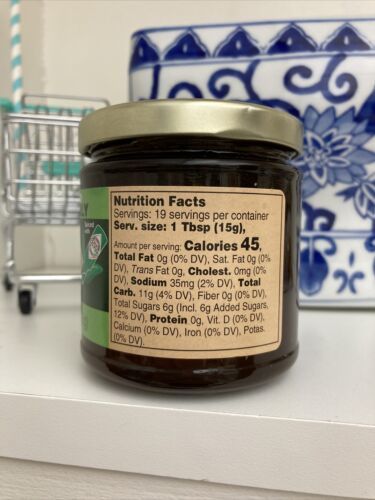 Nutrition Facts
Servings: 19 servings per container
Serv. size: 1 Tbsp (15g),
Amount per serving: Calories 45,
Total Fat 0g (0% DV), Sat. Fat 0g (0%
DV), Trans Fat 0g, Cholest. 0mg (0%
DV), Sodium 35mg (2% DV), Total
Carb. 11g (4% DV), Fiber 0g (0% DV),
Total Sugars 6g (Incl. 6g Added Sugars,
12% DV), Protein 0g, Vit. D (0% DV),
Calcium (0% DV), Iron (0% DV), Potas.
(0% DV).